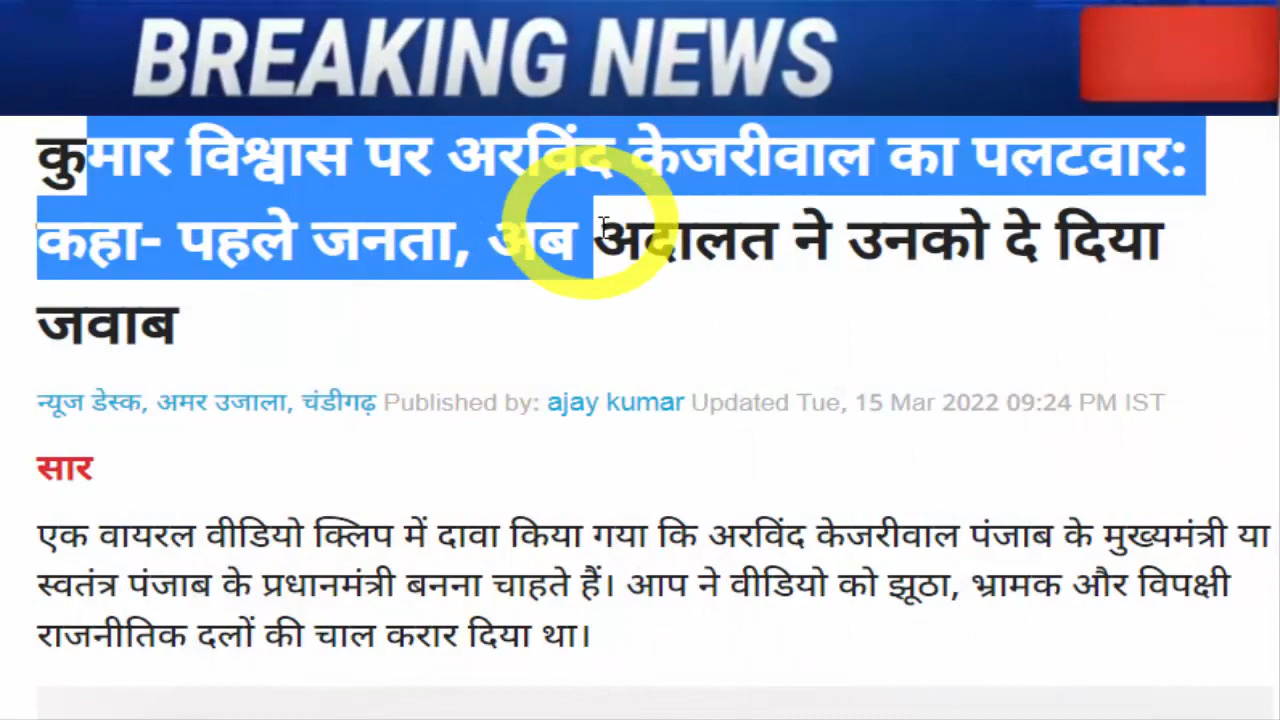 BREAKING NEWS
कुमार विश्वास पर अरविंद केजरीवाल का पलटवार:
कहा- पहले जनता, अब अदालत ने उनको दे दिया
जवाब
न्यूज डेस्क, अमर उजाला, चंडीगढ़ Published by: ajay kumar Updated Tue, 15 Mar 2022 09:24 PM IST
सार
एक वायरल वीडियो क्लिप में दावा किया गया कि अरविंद केजरीवाल पंजाब के मुख्यमंत्री या
स्वतंत्र पंजाब के प्रधानमंत्री बनना चाहते हैं। आप ने वीडियो को झूठा, भ्रामक और विपक्षी
राजनीतिक दलों की चाल करार दिया था।